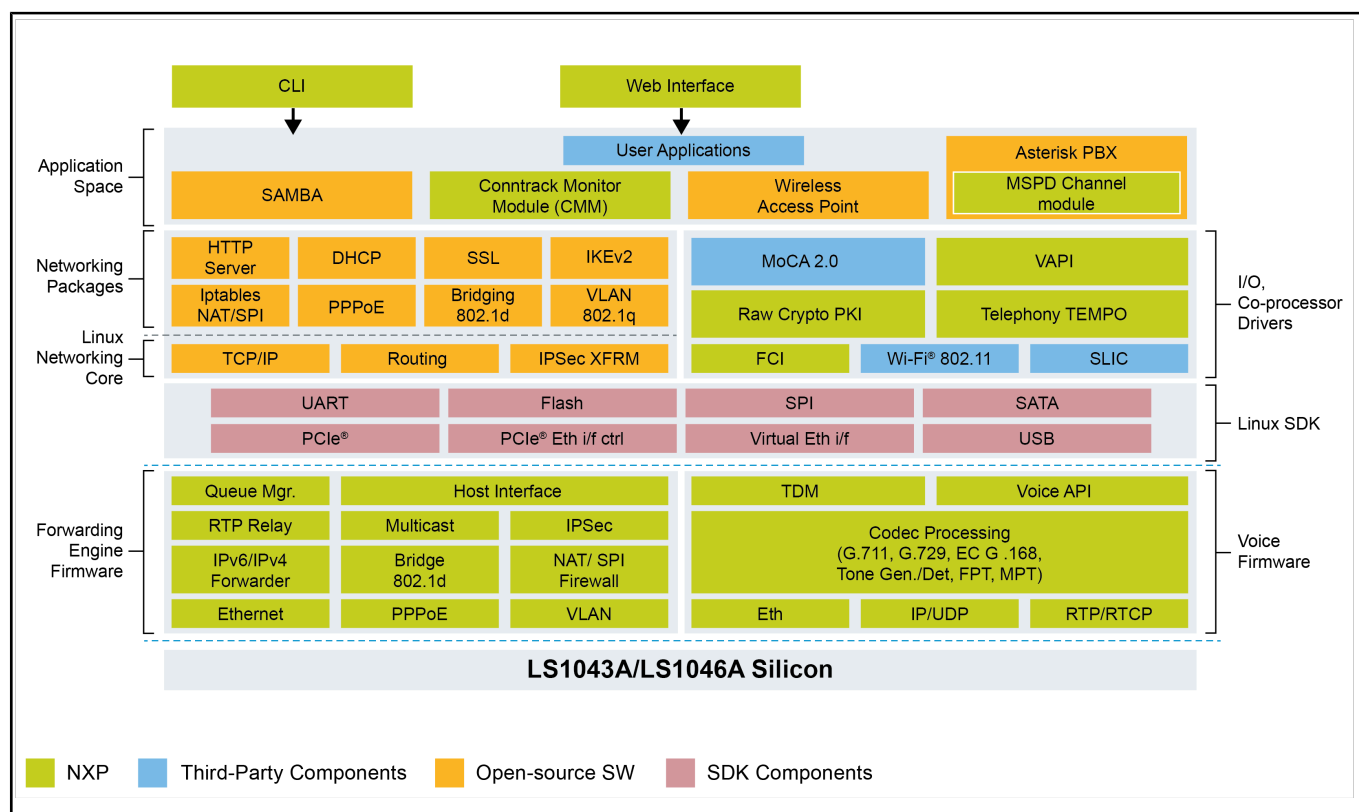 CLI
Web Interface
Application
Space
User Applications
Asterisk PBX
SAMBA
Conntrack Monitor
Module (CMM)
Wireless
Access Point
MSPD Channel
module
Networking
Packages
HTTP
Server
DHCP
SSL
IKEv2
Iptables
NAT/SPI
PPPoE
Bridging
802.1d
VLAN
802.1q
MoCA 2.0
VAPI
Raw Crypto PKI
Telephony TEMPO
I/O,
Co-processor
Drivers
Linux
Networking
Core
TCP/IP
Routing
IPSec XFRM
FCI
Wi-Fi® 802.11
SLIC
UART
Flash
SPI
SATA
PCIe®
PCIe® Eth i/f ctrl
Virtual Eth i/f
USB
Linux SDK
Forwarding
Engine
Firmware
Queue Mgr.
Host Interface
RTP Relay
Multicast
IPSec
IPv6/IPv4
Forwarder
Bridge
802.1d
NAT/ SPI
Firewall
Ethernet
PPPoE
VLAN
TDM
Voice API
Codec Processing
(G.711, G.729, EC G .168,
Tone Gen./Det, FPT, MPT)
Eth
IP/UDP
RTP/RTCP
Voice
Firmware
LS1043A/LS1046A Silicon
NXP
Third-Party Components
Open-source SW
SDK Components